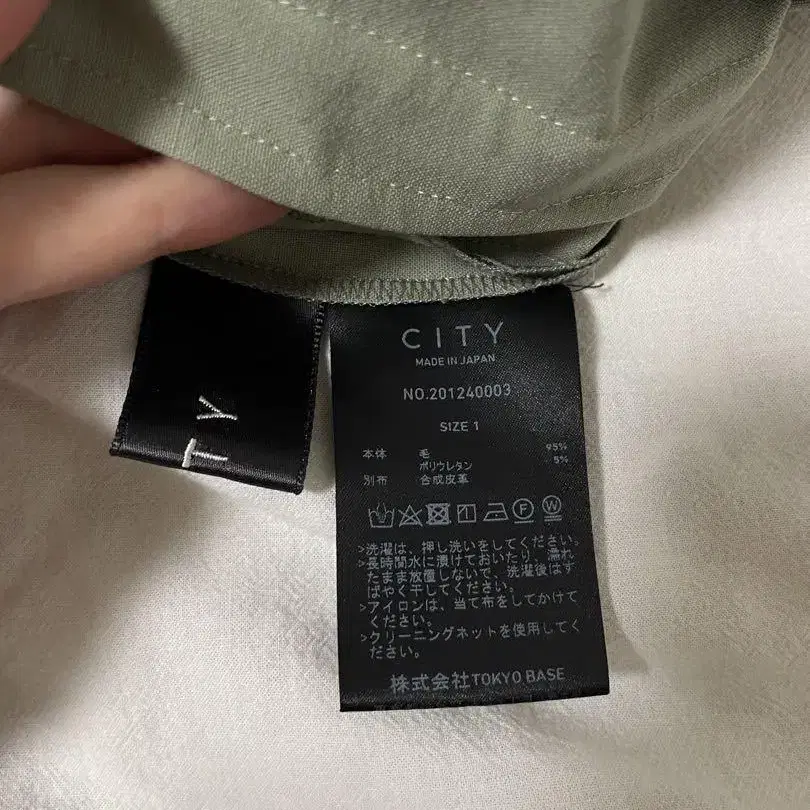 TY
CITY
MADE IN JAPAN
NO.201240003
SIZE 1
本体 毛 95%
ポリウレタン 5%
別布 合成皮革
>洗濯は、押し洗いをしてください。
>長時間水に漬けておいたり、濡れ
たまま放置しないで、洗濯後はす
ばやく干してください。
>アイロンは、当て布をしてかけて
ください。
>クリーニングネットを使用してく
ださい。
株式会社TOKYO BASE